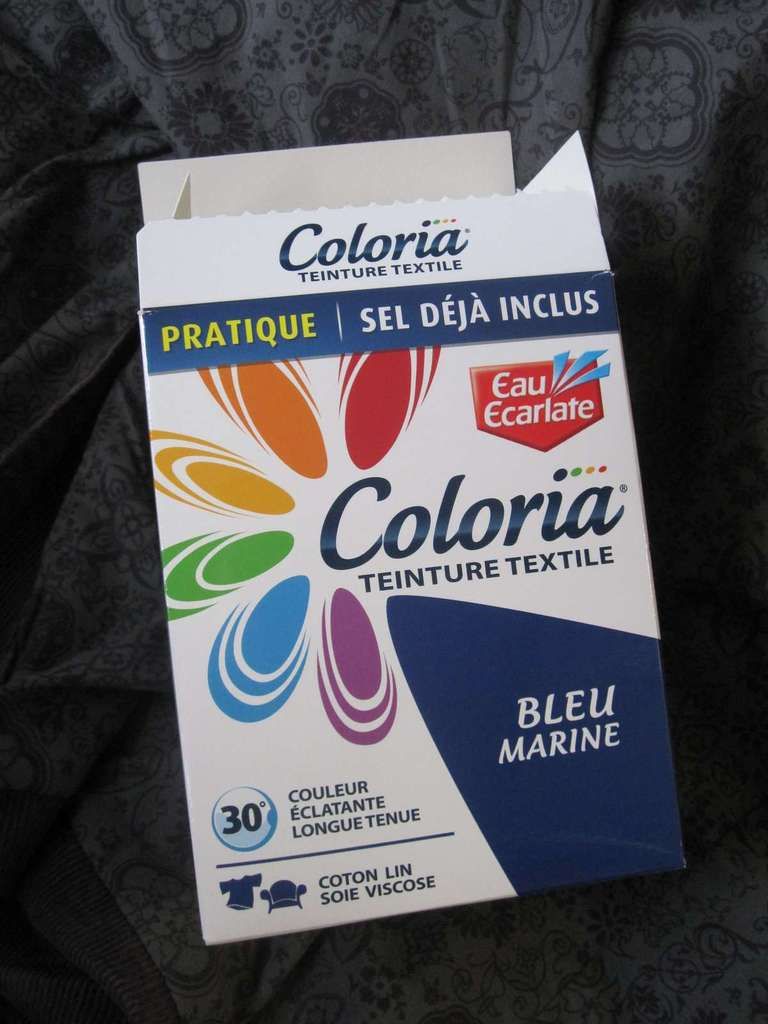 Coloria®
TEINTURE TEXTILE
PRATIQUE | SEL DÉJÀ INCLUS
Eau
Ecarlate
Coloria®
TEINTURE TEXTILE
BLEU
MARINE
30°
COULEUR
ÉCLATANTE
LONGUE TENUE
COTON LIN
SOIE VISCOSE